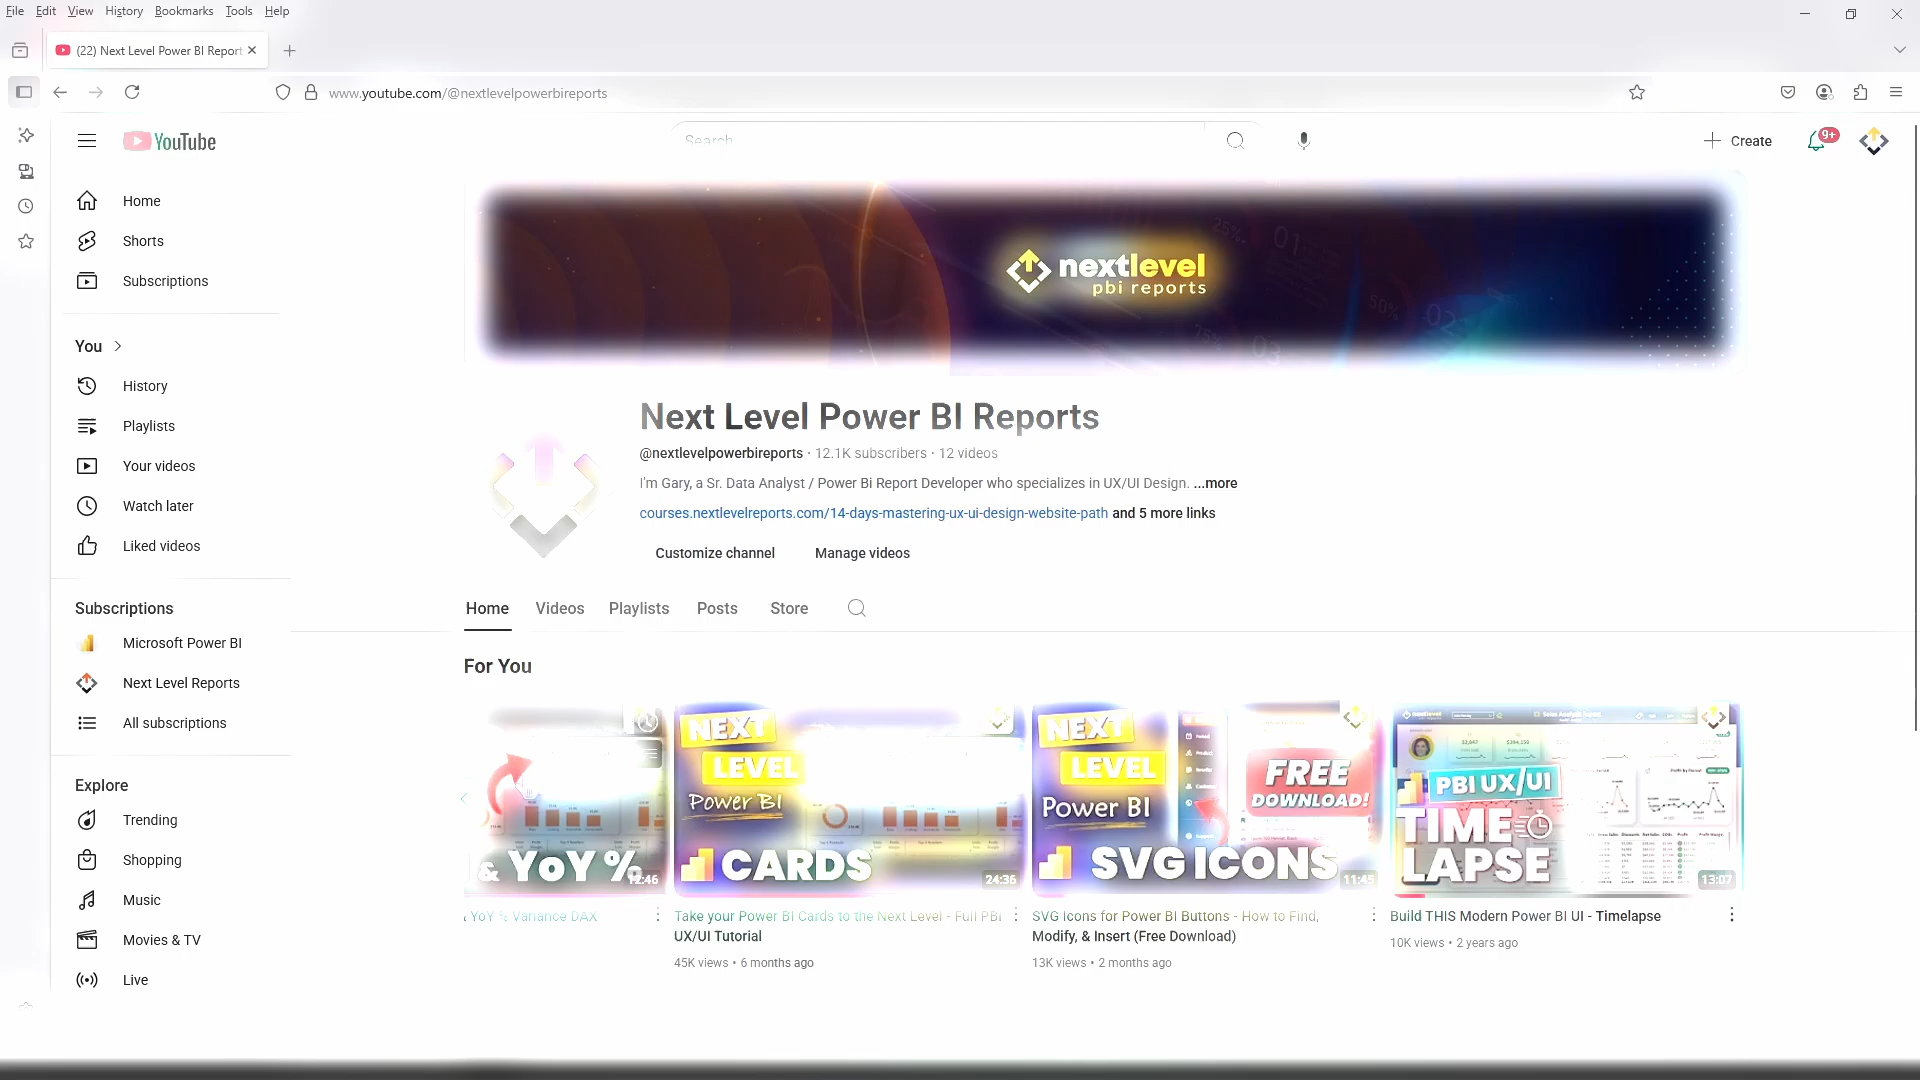 File Edit View History Bookmarks Tools Help
(22) Next Level Power BI Report
www.youtube.com/@nextlevelpowerbireports
YouTube
Search
Create
9+
Home
Shorts
Subscriptions
You
History
Playlists
Your videos
Watch later
Liked videos
Subscriptions
Microsoft Power BI
Next Level Reports
All subscriptions
Explore
Trending
Shopping
Music
Movies & TV
Live
25%
01
50%
02
75%
03
nextlevel
pbi reports
Next Level Power BI Reports
@nextlevelpowerbireports · 12.1K subscribers · 12 videos
I'm Gary, a Sr. Data Analyst / Power Bi Report Developer who specializes in UX/UI Design. ...more
courses.nextlevelreports.com/14-days-mastering-ux-ui-design-website-path and 5 more links
Customize channel Manage videos
Home Videos Playlists Posts Store
For You
& YoY %
12:46
YoY % Variance DAX
NEXT
LEVEL
Power BI
CARDS
24:36
Take your Power BI Cards to the Next Level - Full PBI
UX/UI Tutorial
45K views • 6 months ago
NEXT
LEVEL
Power BI
FREE
DOWNLOAD!
SVG ICONS
11:45
SVG Icons for Power BI Buttons - How to Find,
Modify, & Insert (Free Download)
13K views • 2 months ago
PBI UX/UI
TIME
LAPSE
13:07
Build THIS Modern Power BI UI - Timelapse
10K views • 2 years ago